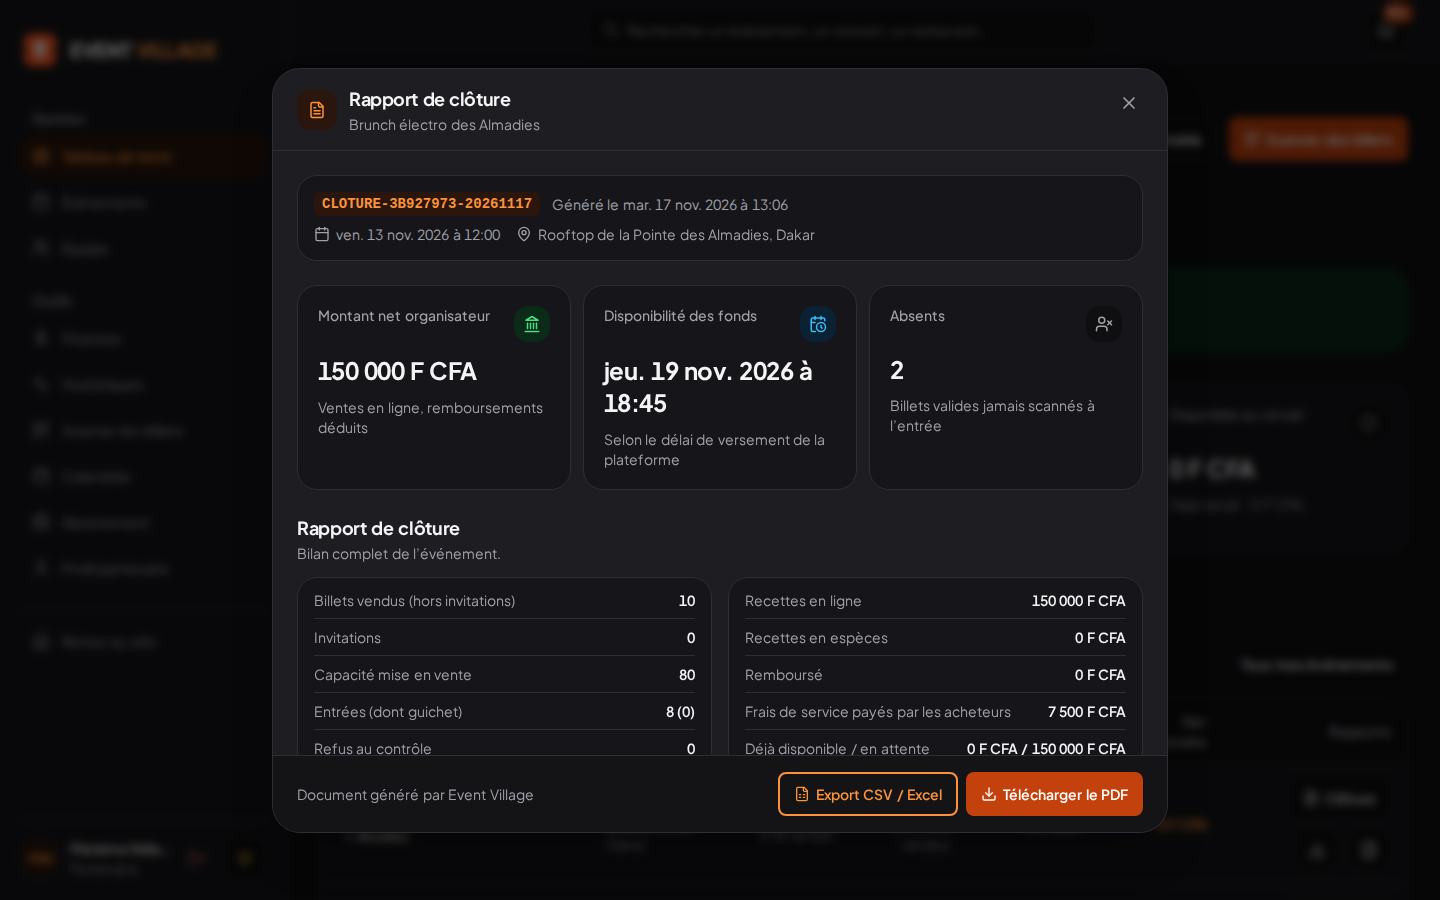 EVENT VILLAGE
Rapport de clôture
Brunch électro des Almadies
CLOTURE-3B927973-20261117
Généré le mar. 17 nov. 2026 à 13:06
ven. 13 nov. 2026 à 12:00
Rooftop de la Pointe des Almadies, Dakar
Montant net organisateur
150 000 F CFA
Ventes en ligne, remboursements
déduits
Disponibilité des fonds
jeu. 19 nov. 2026 à
18:45
Selon le délai de versement de la
plateforme
Absents
2
Billets valides jamais scannés à
l’entrée
Rapport de clôture
Bilan complet de l’événement.
Billets vendus (hors invitations) 10
Invitations 0
Capacité mise en vente 80
Entrées (dont guichet) 8 (0)
Refus au contrôle 0
Recettes en ligne 150 000 F CFA
Recettes en espèces 0 F CFA
Remboursé 0 F CFA
Frais de service payés par les acheteurs 7 500 F CFA
Déjà disponible / en attente 0 F CFA / 150 000 F CFA
Document généré par Event Village
Export CSV / Excel
Télécharger le PDF